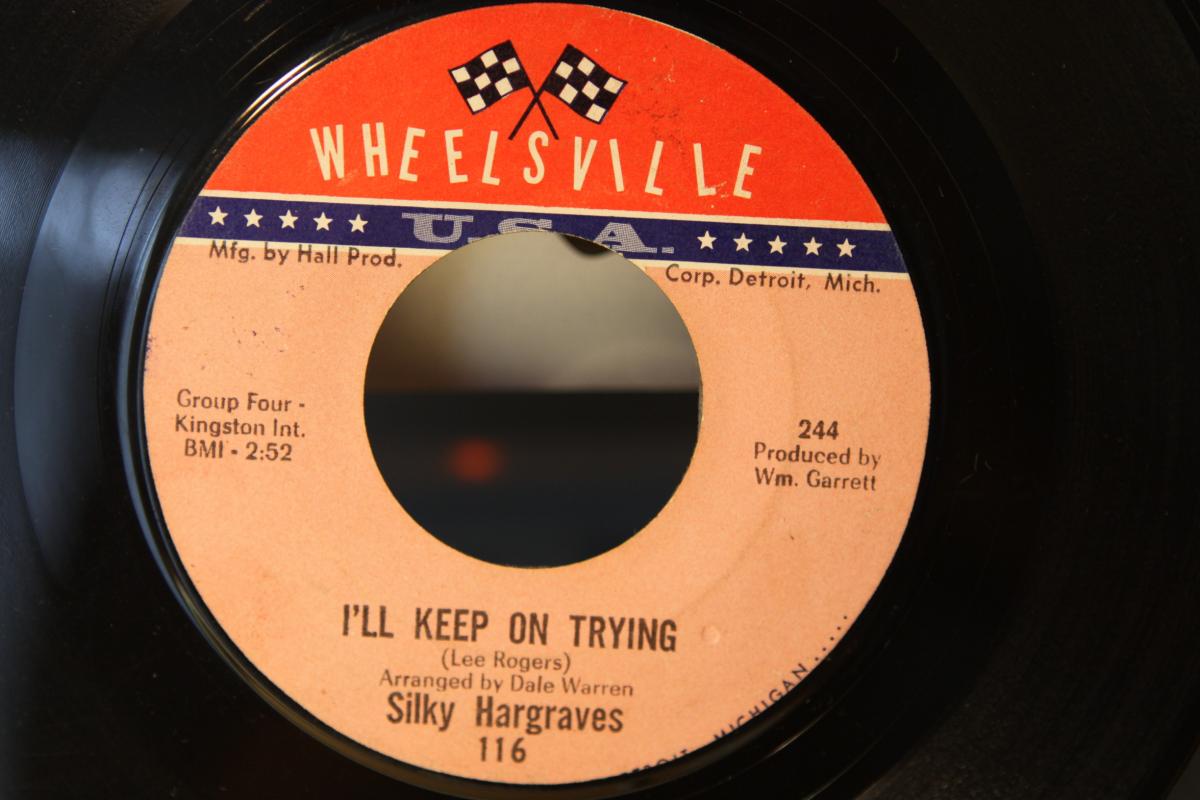 WHEELSVILLE
U.S.A.
Mfg. by Hall Prod.
Corp. Detroit, Mich.
Group Four -
Kingston Int.
BMI - 2:52
244
Produced by
Wm. Garrett
I'LL KEEP ON TRYING
(Lee Rogers)
Arranged by Dale Warren
Silky Hargraves
116
MICHIGAN.....